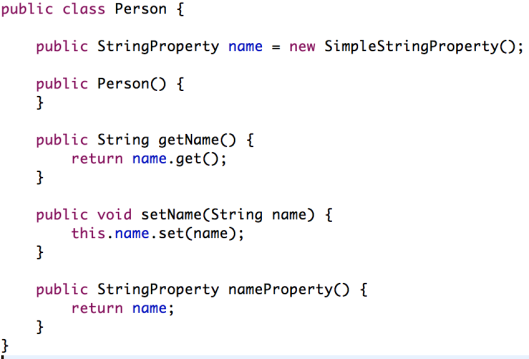 public class Person {
public StringProperty name = new SimpleStringProperty();
public Person() {
}
public String getName() {
return name.get();
}
public void setName(String name) {
this.name.set(name);
}
public StringProperty nameProperty() {
return name;
}
}